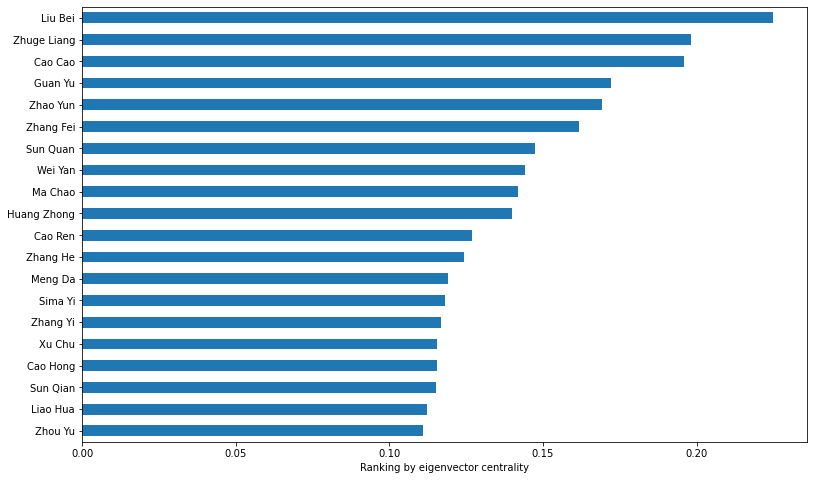 Liu Bei
Zhuge Liang
Cao Cao
Guan Yu
Zhao Yun
Zhang Fei
Sun Quan
Wei Yan
Ma Chao
Huang Zhong
Cao Ren
Zhang He
Meng Da
Sima Yi
Zhang Yi
Xu Chu
Cao Hong
Sun Qian
Liao Hua
Zhou Yu
0.00 0.05 0.10 0.15 0.20
Ranking by eigenvector centrality